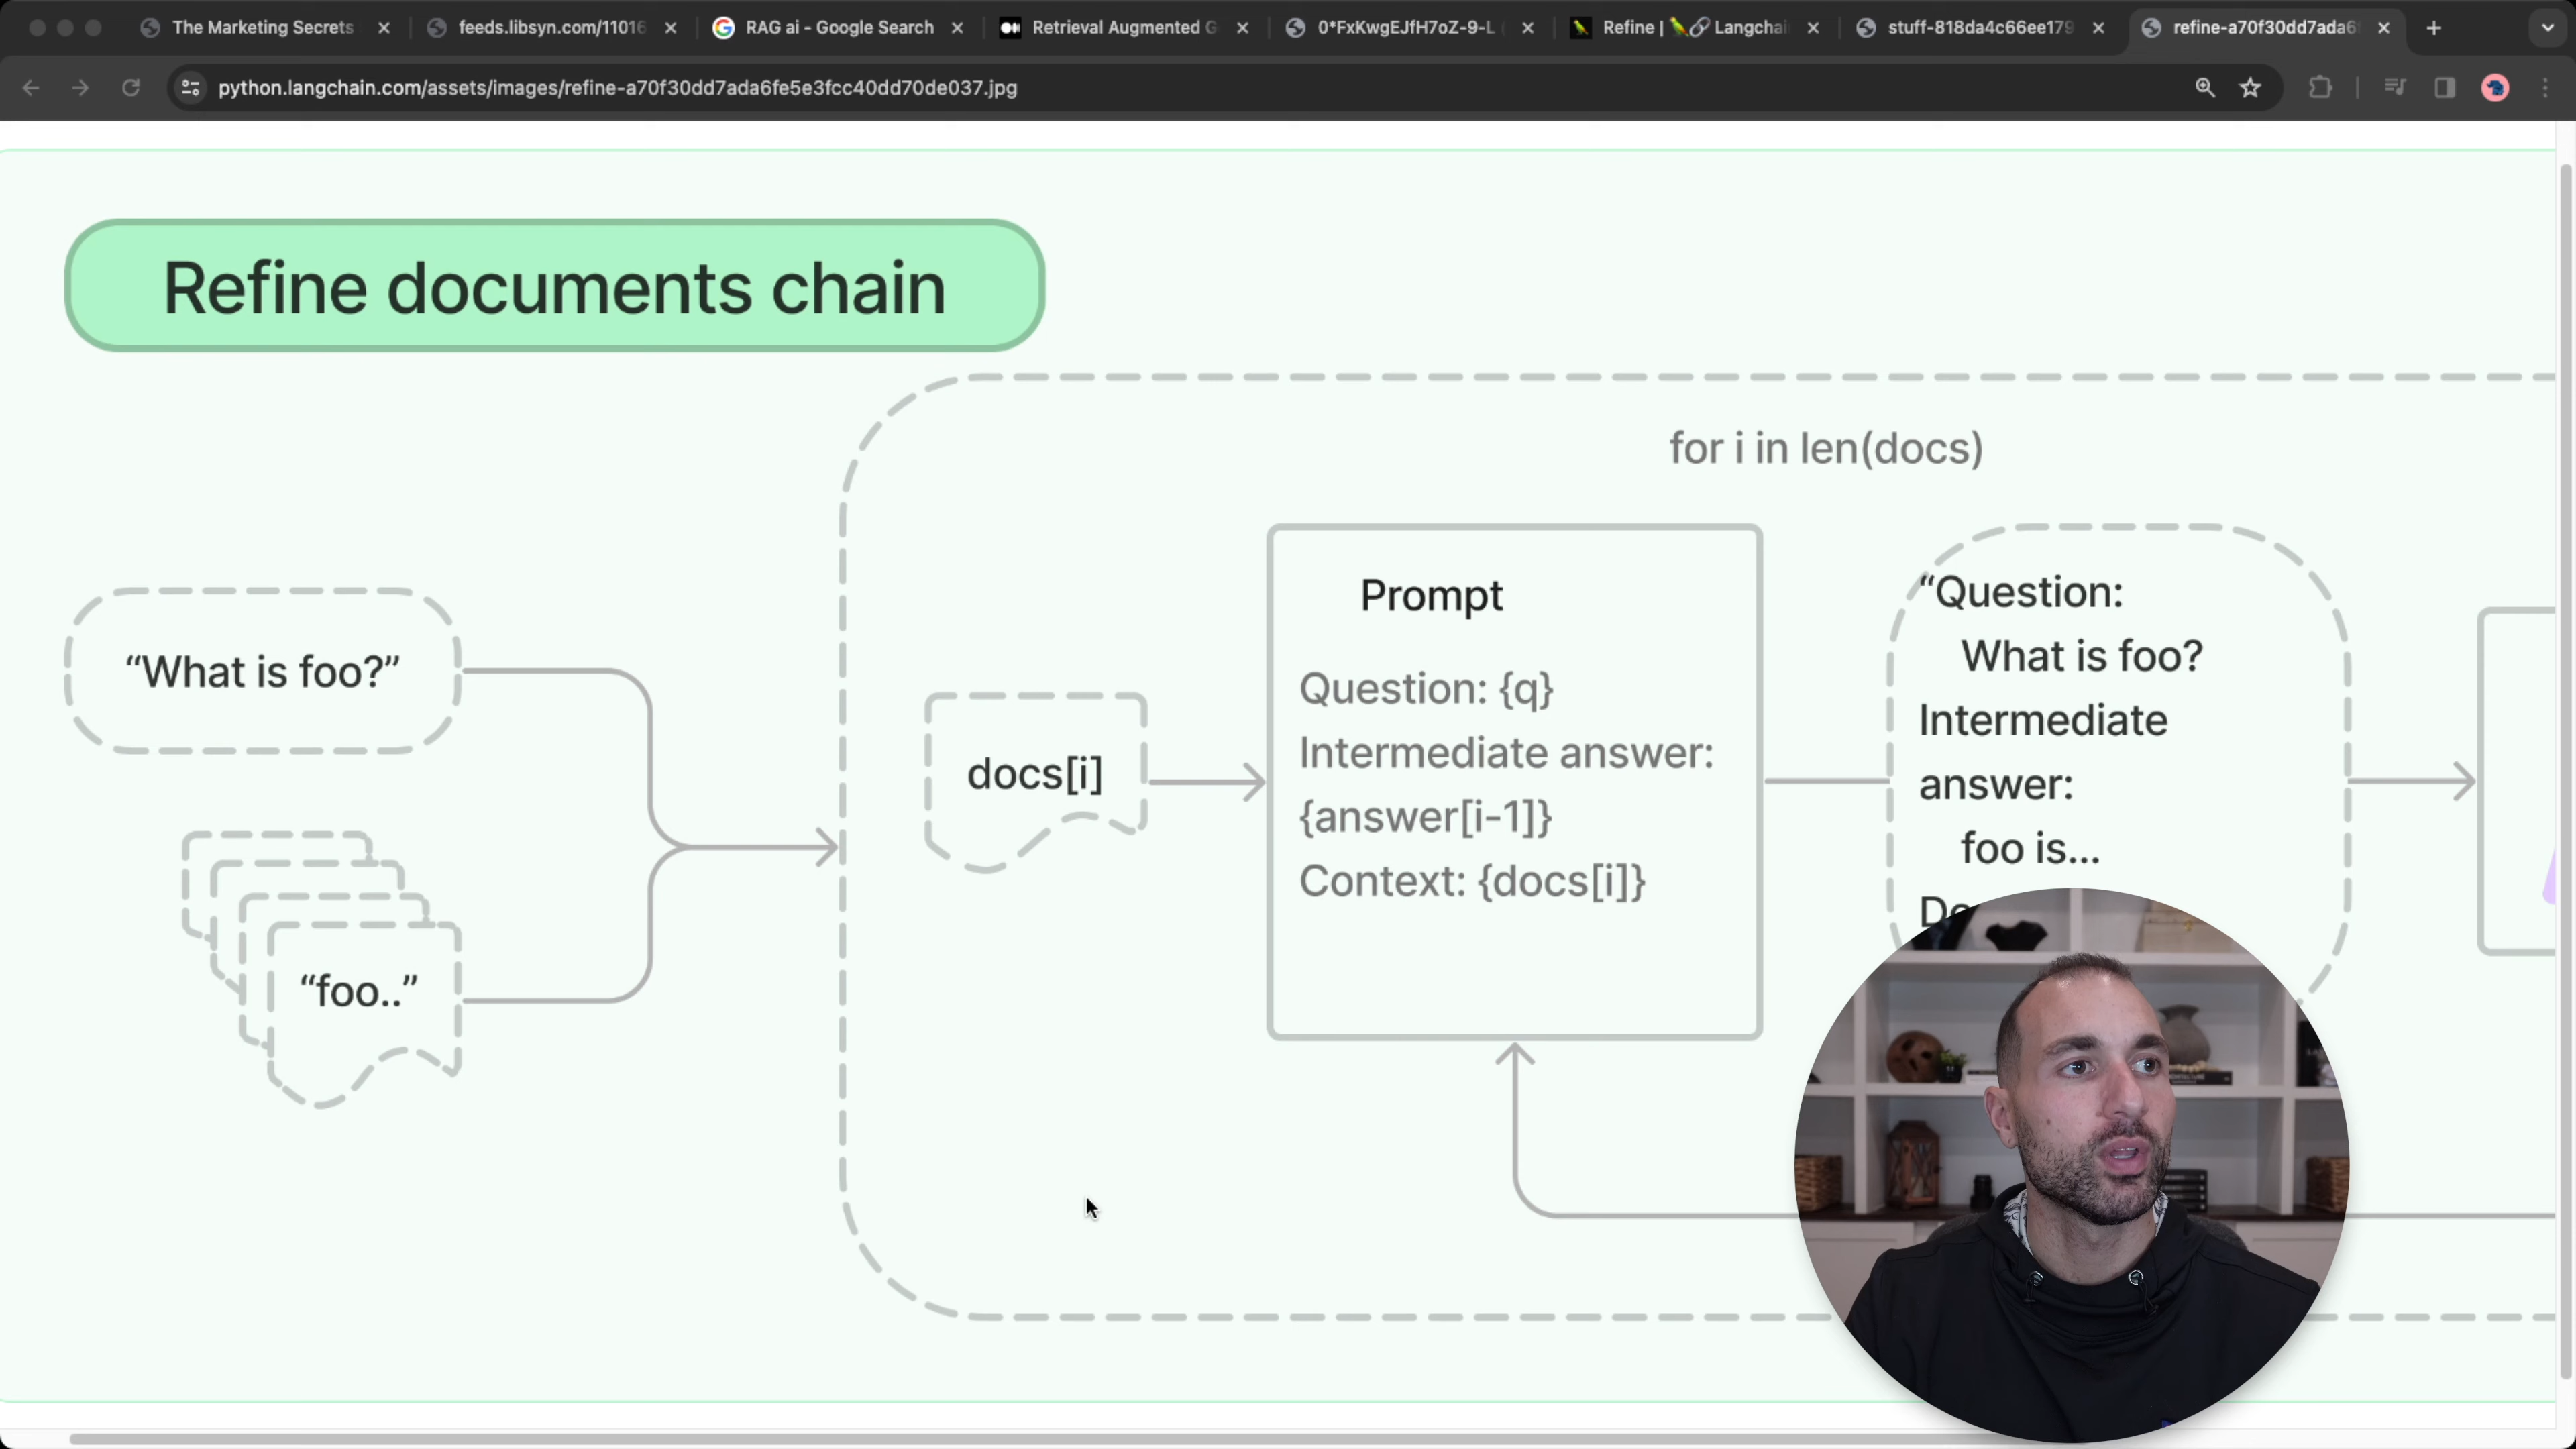 The Marketing Secrets
feeds.libsyn.com/11016
RAG ai - Google Search
Retrieval Augmented G
0*FxKwgEJfH7oZ-9-L
Refine | 🦜🔗 Langchai
stuff-818da4c66ee179
refine-a70f30dd7ada6
python.langchain.com/assets/images/refine-a70f30dd7ada6fe5e3fcc40dd70de037.jpg
Refine documents chain
for i in len(docs)
“What is foo?”
“foo..”
docs[i]
Prompt
Question: {q}
Intermediate answer:
{answer[i-1]}
Context: {docs[i]}
“Question:
What is foo?
Intermediate
answer:
foo is...